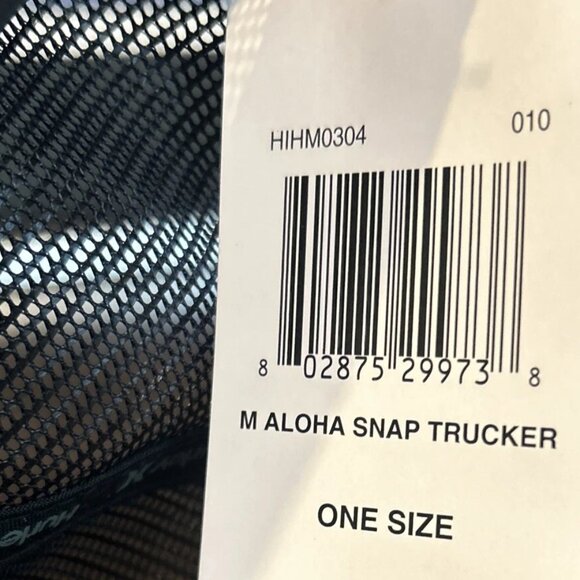 HIHM0304 010
8 02875 29973 8
M ALOHA SNAP TRUCKER
ONE SIZE